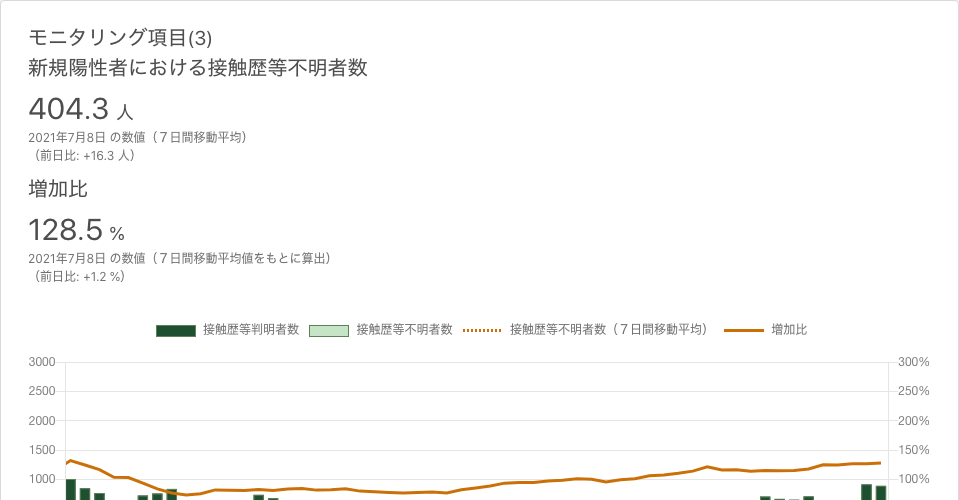 モニタリング項目(3)
新規陽性者における接触歴等不明者数
404.3 人
2021年7月8日 の数値（７日間移動平均）
（前日比: +16.3 人）
増加比
128.5 %
2021年7月8日 の数値（７日間移動平均値をもとに算出）
（前日比: +1.2 %）
接触歴等判明者数 接触歴等不明者数 接触歴等不明者数（７日間移動平均） 増加比
3000 300%
2500 250%
2000 200%
1500 150%
1000 100%